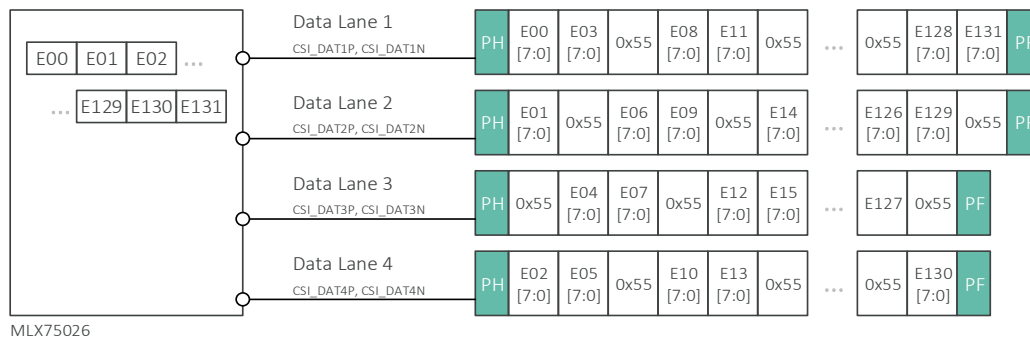 E00 E01 E02 ...
... E129 E130 E131
MLX75026
Data Lane 1
CSI_DAT1P, CSI_DAT1N
PH E00 E03 0x55 E08 E11 0x55 ... 0x55 E128 E131 PF
[7:0] [7:0] [7:0] [7:0] [7:0] [7:0]
Data Lane 2
CSI_DAT2P, CSI_DAT2N
PH E01 0x55 E06 E09 0x55 E14 ... E126 E129 0x55 PF
[7:0] [7:0] [7:0] [7:0] [7:0] [7:0]
Data Lane 3
CSI_DAT3P, CSI_DAT3N
PH 0x55 E04 E07 0x55 E12 E15 ... E127 0x55 PF
[7:0] [7:0] [7:0] [7:0]
Data Lane 4
CSI_DAT4P, CSI_DAT4N
PH E02 E05 0x55 E10 E13 0x55 ... 0x55 E130 PF
[7:0] [7:0] [7:0] [7:0] [7:0]